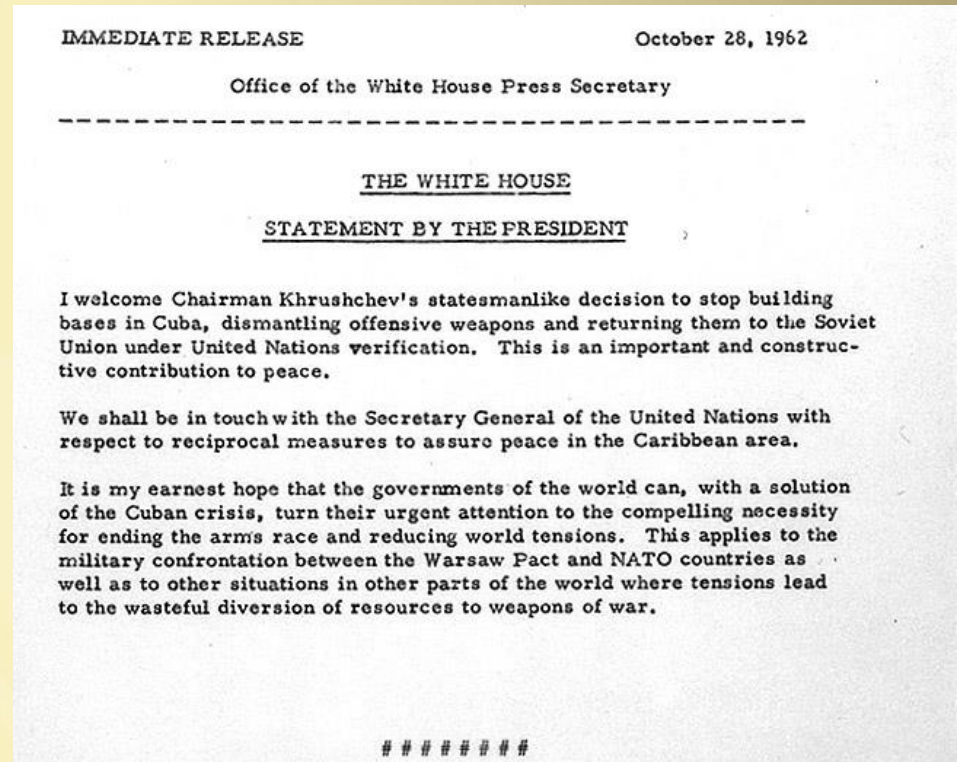 IMMEDIATE RELEASE October 28, 1962
Office of the White House Press Secretary
THE WHITE HOUSE
STATEMENT BY THE PRESIDENT
I welcome Chairman Khrushchev's statesmanlike decision to stop building
bases in Cuba, dismantling offensive weapons and returning them to the Soviet
Union under United Nations verification. This is an important and construc-
tive contribution to peace.
We shall be in touch with the Secretary General of the United Nations with
respect to reciprocal measures to assure peace in the Caribbean area.
It is my earnest hope that the governments of the world can, with a solution
of the Cuban crisis, turn their urgent attention to the compelling necessity
for ending the arms race and reducing world tensions. This applies to the
military confrontation between the Warsaw Pact and NATO countries as
well as to other situations in other parts of the world where tensions lead
to the wasteful diversion of resources to weapons of war.
# # # # # # # #